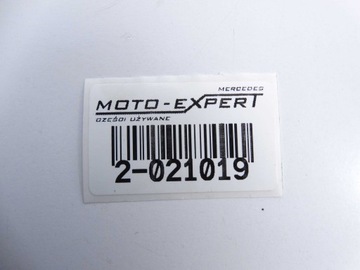 MERCEDES
MOTO-EXPERT
CZĘŚCI UŻYWANE
2-021019